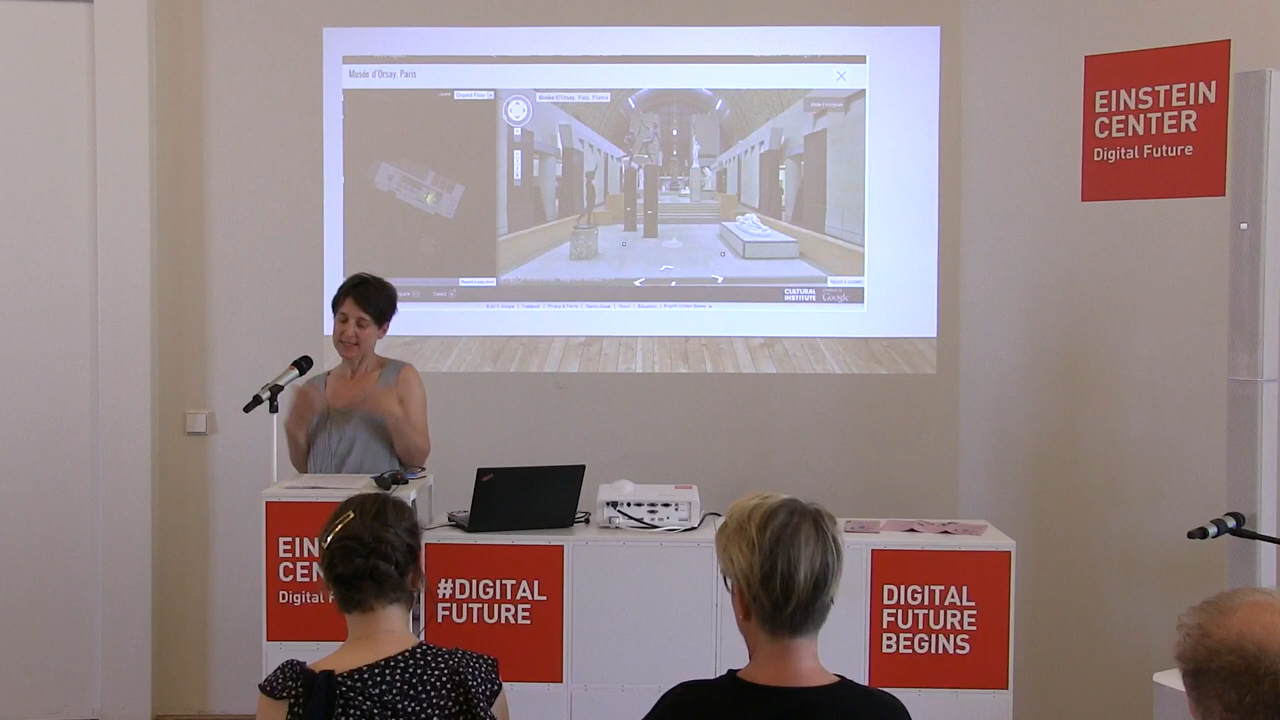 Musée d'Orsay, Paris
Ground Floor
Musée D'Orsay, Paris, France
CULTURAL
INSTITUTE
Google
EINSTEIN
CENTER
Digital Future
EIN
CEN
Digital F
#DIGITAL
FUTURE
DIGITAL
FUTURE
BEGINS